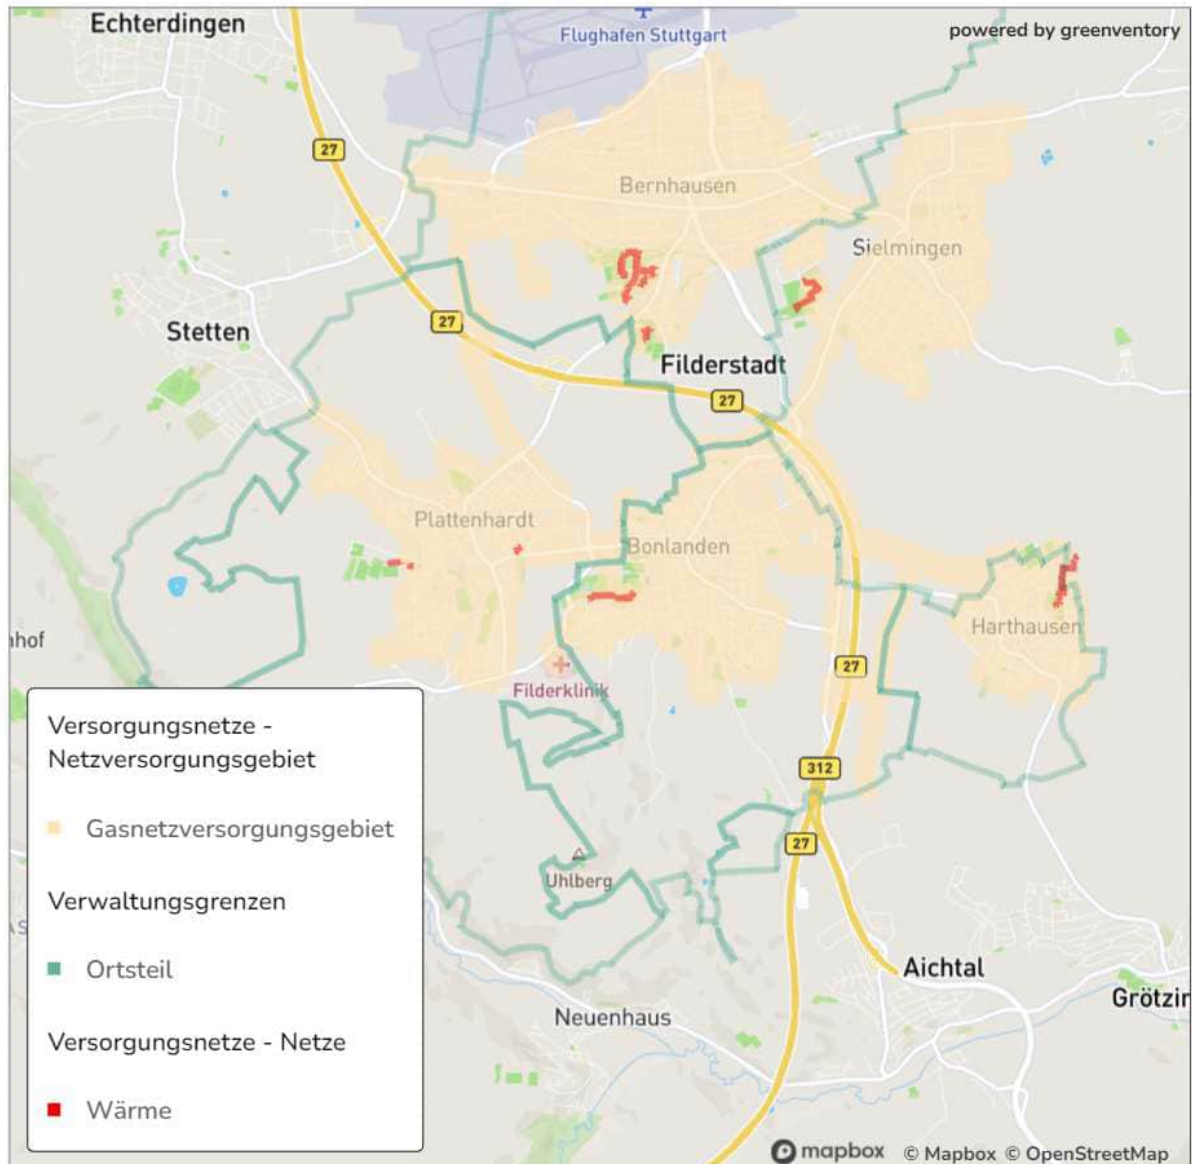 Echterdingen
Flughafen Stuttgart
powered by greenventory
27
Bernhausen
Sielmingen
27
Stetten
Filderstadt
27
Plattenhardt
Bonlanden
Harthausen
nhof
27
Filderklinik
Versorgungsnetze -
Netzversorgungsgebiet
Gasnetzversorgungsgebiet
Verwaltungsgrenzen
Ortsteil
Versorgungsnetze - Netze
Wärme
312
27
Uhlberg
Aichtal
Grötzin
Neuenhaus
mapbox © Mapbox © OpenStreetMap